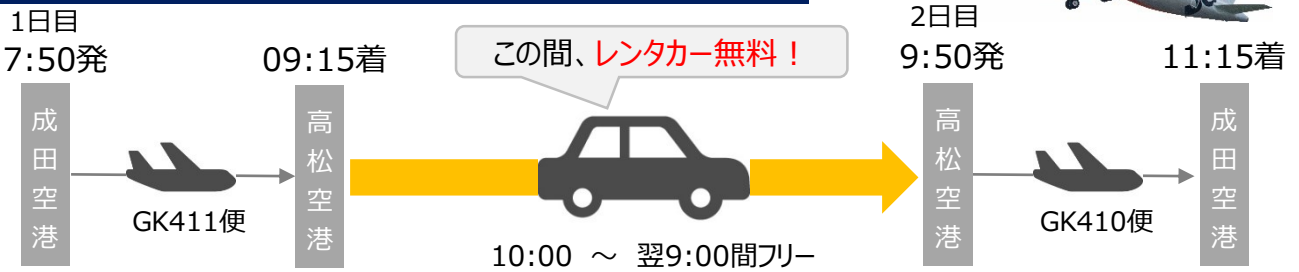 1日目
7:50発
09:15着
この間、レンタカー無料！
2日目
9:50発
11:15着
成田空港
GK411便
高松空港
10:00 ～ 翌9:00間フリー
高松空港
GK410便
成田空港